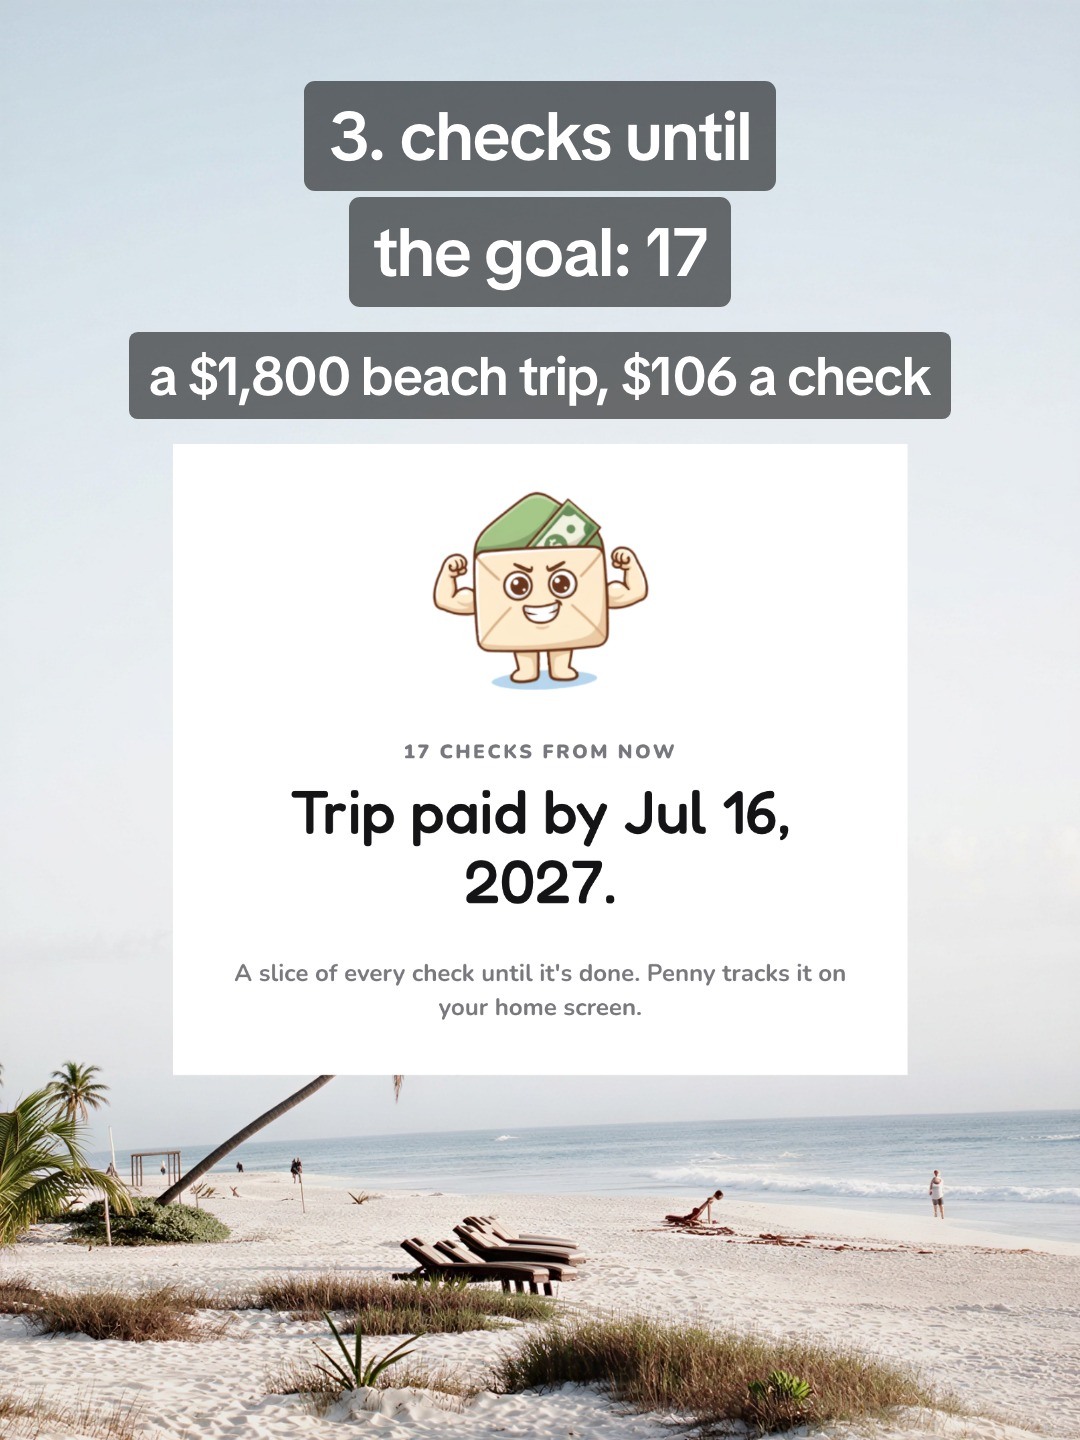 3. checks until
the goal: 17
a $1,800 beach trip, $106 a check
17 CHECKS FROM NOW
Trip paid by Jul 16,
2027.
A slice of every check until it's done. Penny tracks it on
your home screen.